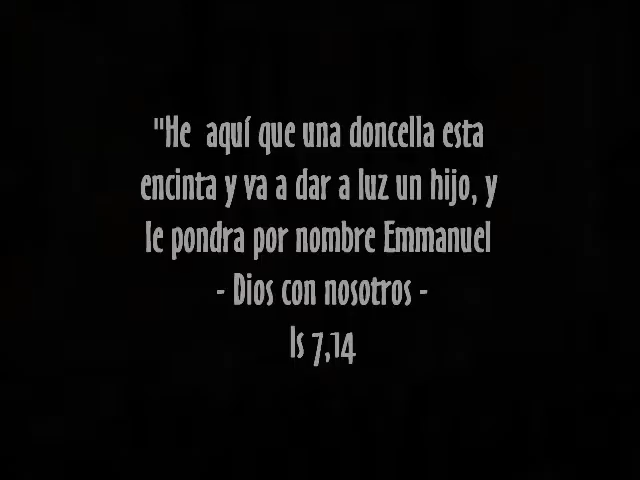 "He aquí que una doncella esta
encinta y va a dar a luz un hijo, y
le pondra por nombre Emmanuel
- Dios con nosotros -
Is 7,14